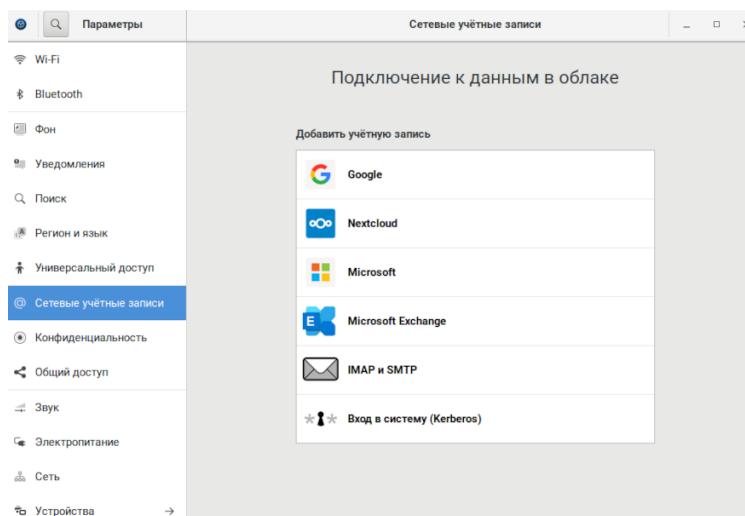 Параметры
Сетевые учётные записи
Wi-Fi
Bluetooth
Фон
Уведомления
Поиск
Регион и язык
Универсальный доступ
@ Сетевые учётные записи
Конфиденциальность
Общий доступ
Звук
Электропитание
Сеть
Устройства
Подключение к данным в облаке
Добавить учётную запись
Google
Nextcloud
Microsoft
Microsoft Exchange
IMAP и SMTP
Вход в систему (Kerberos)